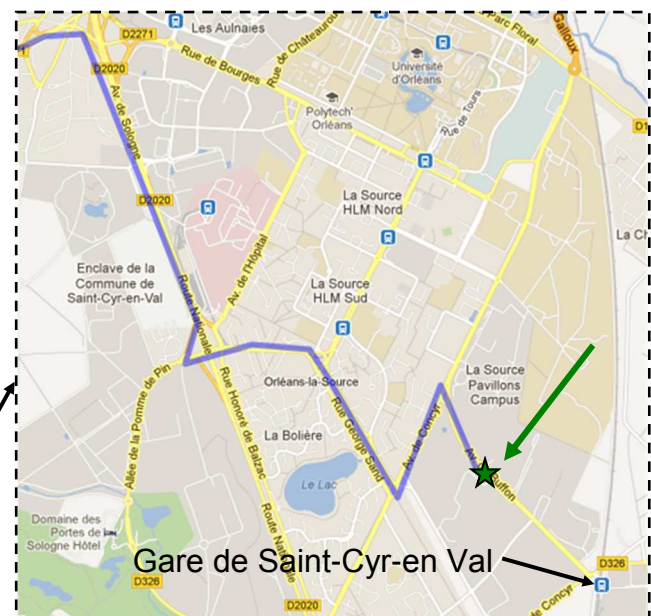 Les Aulnaies
D2271
Rue de Bourges
Rue de Châteauroux
Parc Floral
Galloux
D2020
Université
d'Orléans
Av. de Sologne
Polytech'
Orléans
Rue de Tours
D2020
La Source
HLM Nord
Av. de l'Hôpital
Enclave de la
Commune de
Saint-Cyr-en-Val
Route Nationale
La Source
HLM Sud
La Source
Pavillons
Campus
Allée de la Pomme de Pin
Orléans-la-Source
Rue Honoré de Balzac
Rue George Sand
Av. de Concyr
La Bolière
Le Lac
Buffon
Domaine des
Portes de
Sologne Hôtel
Route Nationale
Gare de Saint-Cyr-en Val
D326
D326
D2020
de Concyr